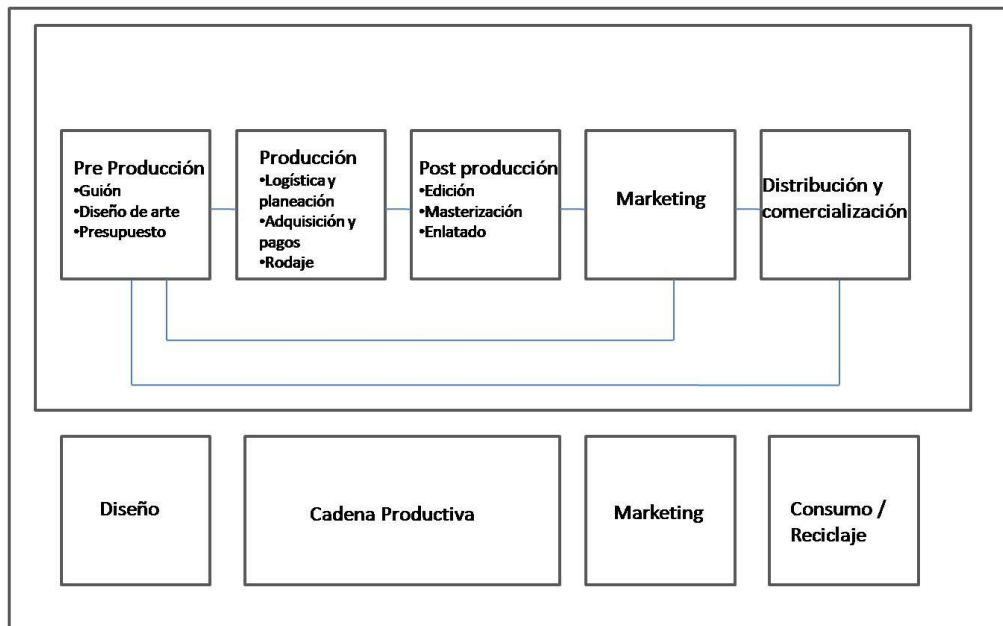 Pre Producción
•Guión
•Diseño de arte
•Presupuesto
Producción
•Logística y
planeación
•Adquisición y
pagos
•Rodaje
Post producción
•Edición
•Masterización
•Enlatado
Marketing
Distribución y
comercialización
Diseño
Cadena Productiva
Marketing
Consumo /
Reciclaje